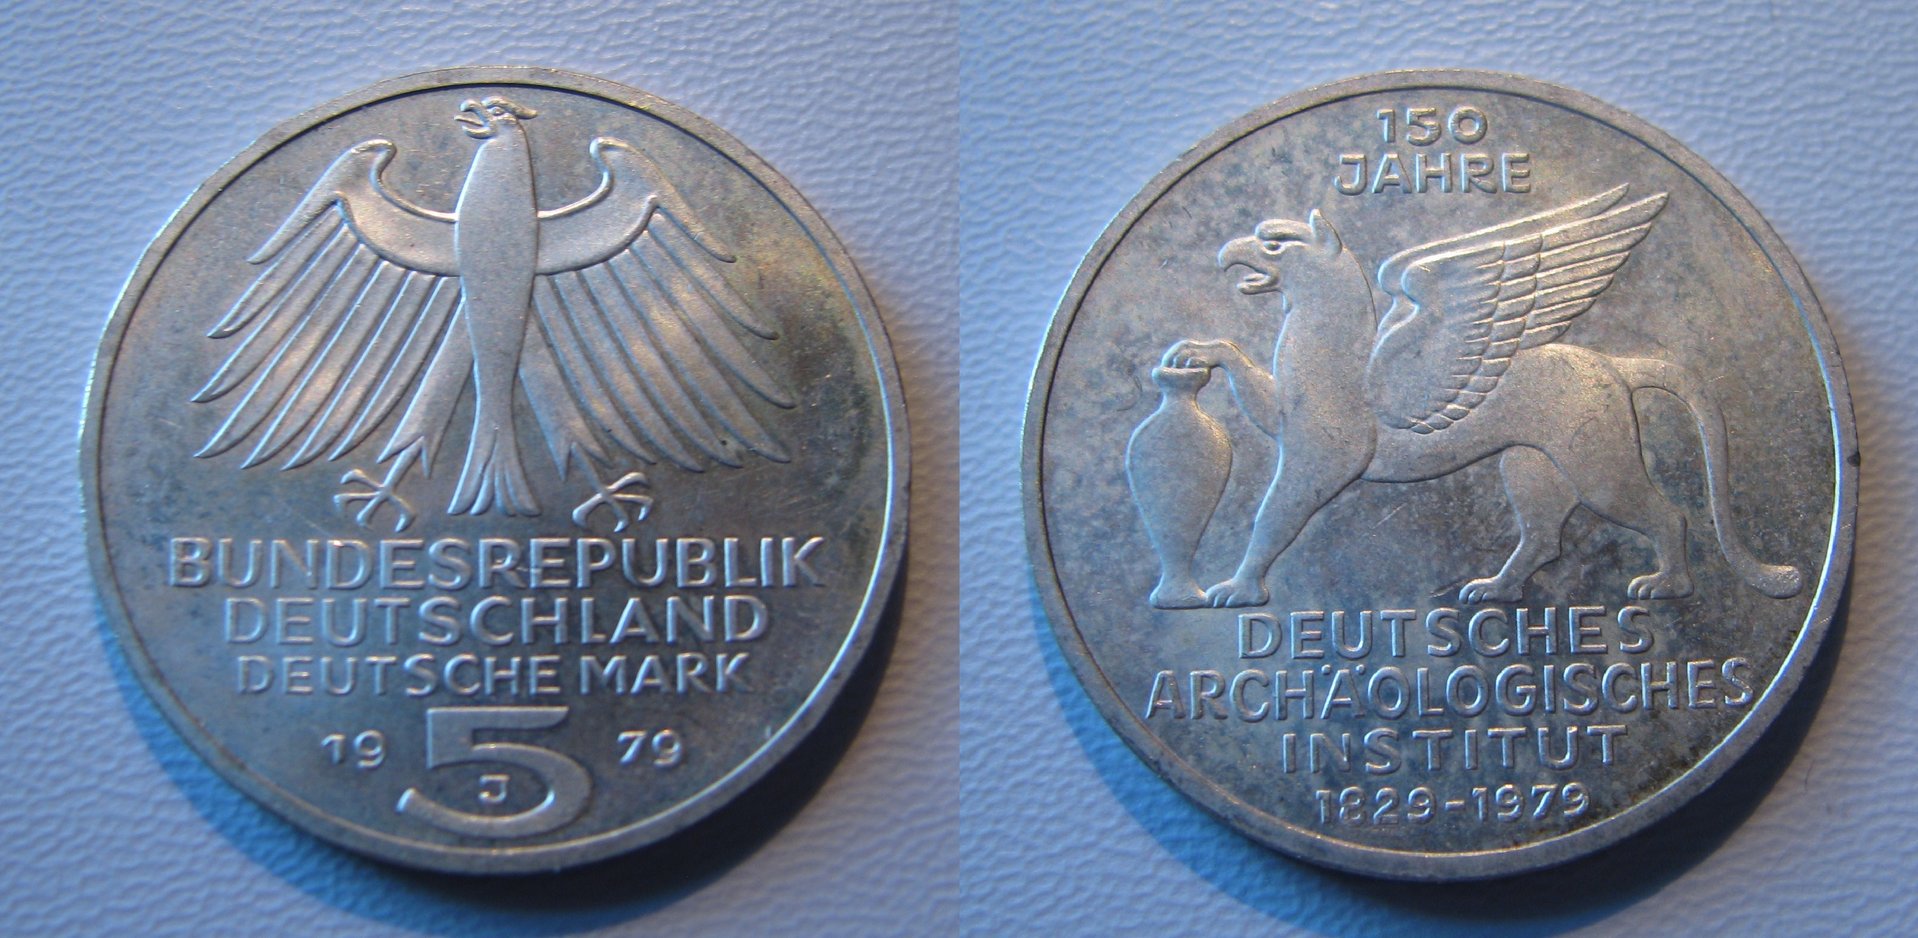 BUNDESREPUBLIK
DEUTSCHLAND
DEUTSCHE MARK
19 5 79
J
150
JAHRE
DEUTSCHES
ARCHÄOLOGISCHES
INSTITUT
1829-1979